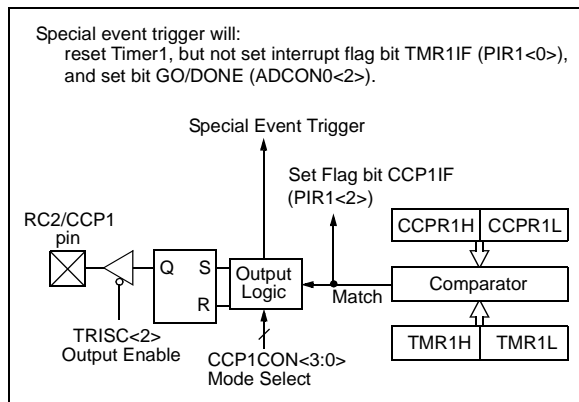 Special event trigger will:
reset Timer1, but not set interrupt flag bit TMR1IF (PIR1<0>),
and set bit GO/DONE (ADCON0<2>).
Special Event Trigger
Set Flag bit CCP1IF
(PIR1<2>)
RC2/CCP1
pin
CCPR1H CCPR1L
Q S
R
Output
Logic
Match
Comparator
TRISC<2>
Output Enable
CCP1CON<3:0>
Mode Select
TMR1H TMR1L